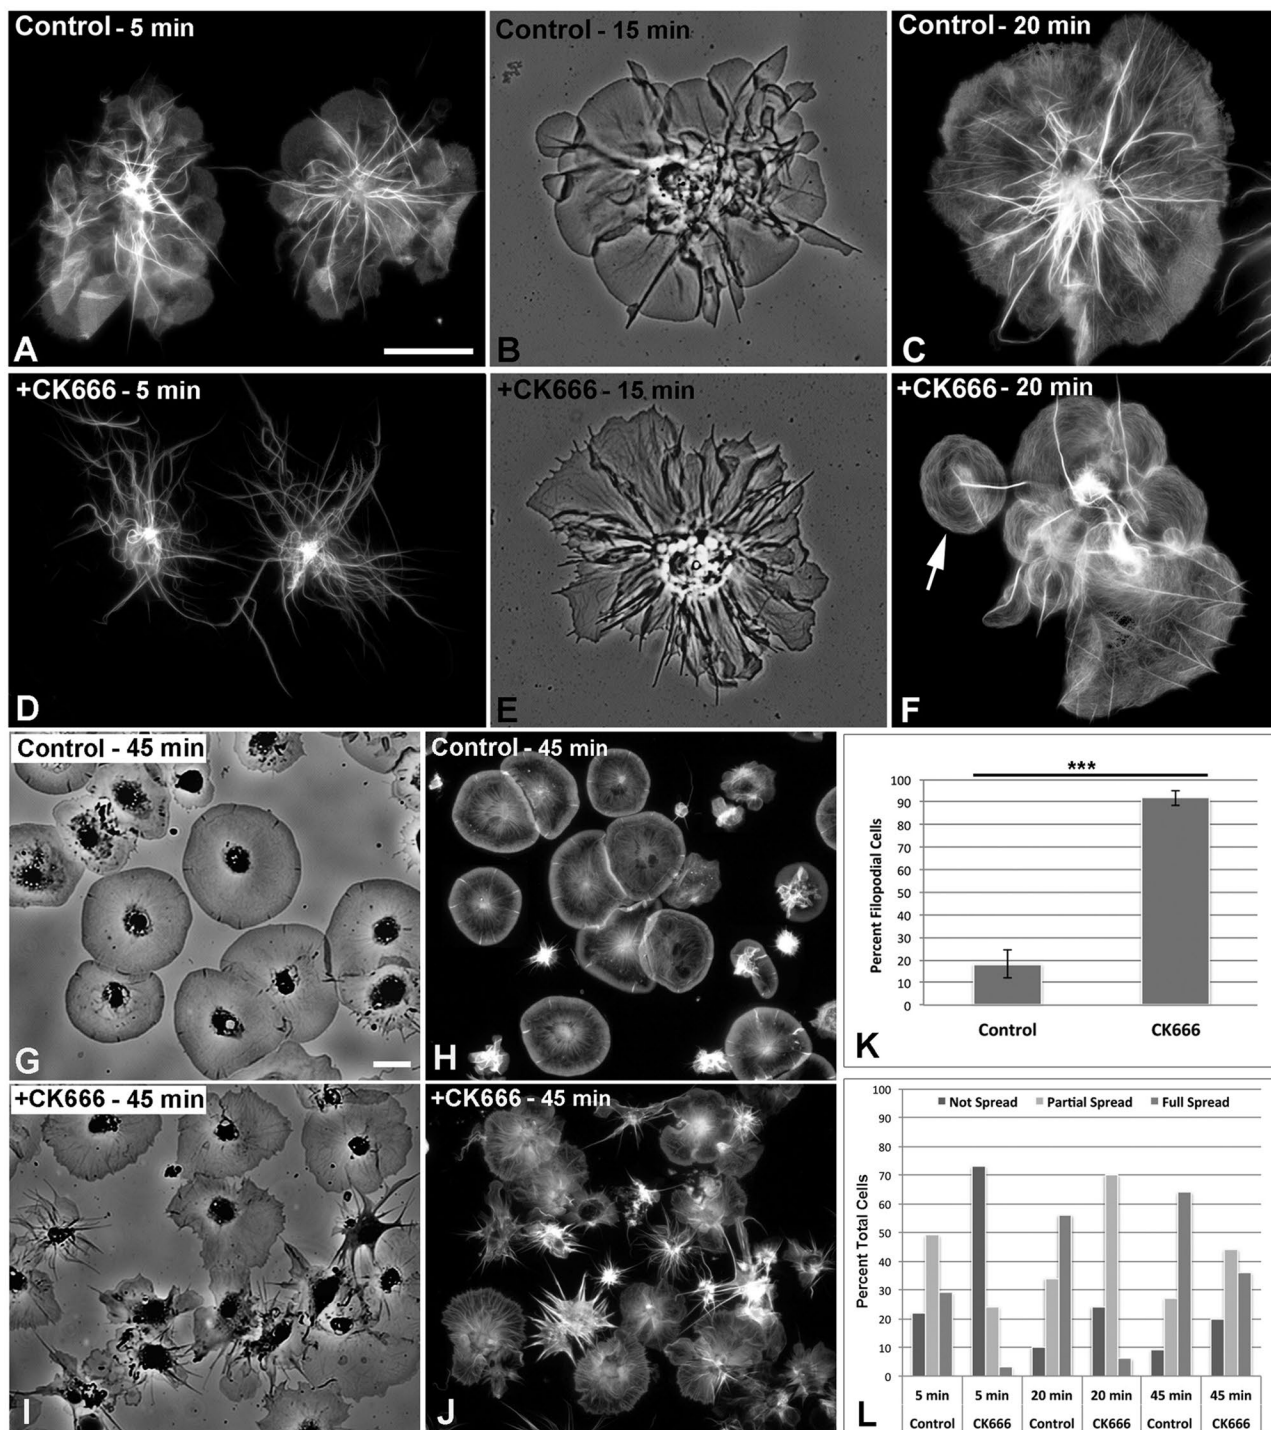 Control - 5 min
A
Control - 15 min
B
Control - 20 min
C
+CK666 - 5 min
D
+CK666 - 15 min
E
+CK666 - 20 min
F
Control - 45 min
G
Control - 45 min
H
+CK666 - 45 min
I
+CK666 - 45 min
J
***
Percent Filopodial Cells
100
90
80
70
60
50
40
30
20
10
0
Control CK666
K
Not Spread Partial Spread Full Spread
Percent Total Cells
100
90
80
70
60
50
40
30
20
10
0
5 min 5 min 20 min 20 min 45 min 45 min
Control CK666 Control CK666 Control CK666
L